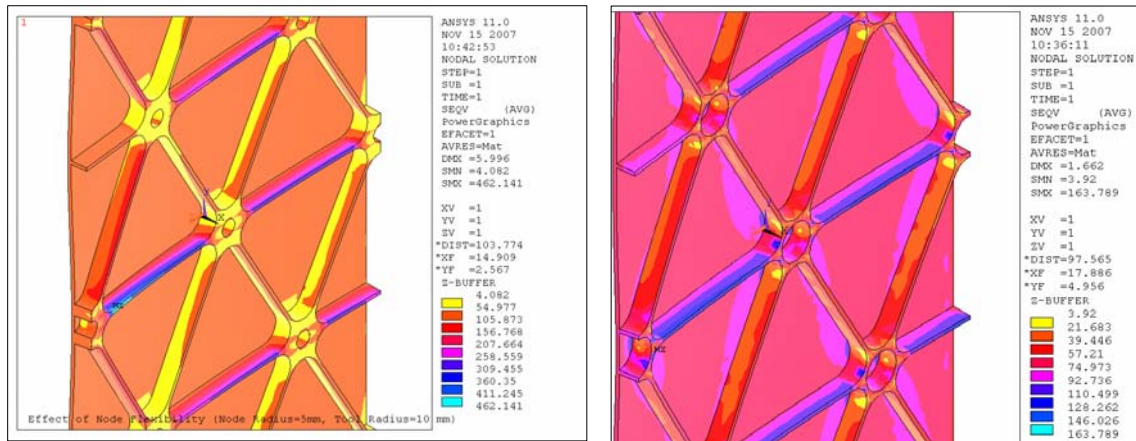 1
ANSYS 11.0
NOV 15 2007
10:42:53
NODAL SOLUTION
STEP=1
SUB =1
TIME=1
SEQV (AVG)
PowerGraphics
EFACET=1
AVRES=Mat
DMX =5.996
SMN =4.082
SMX =462.141
XV =1
YV =1
ZV =1
*DIST=103.774
*XF =14.909
*YF =2.567
Z-BUFFER
4.082
54.977
105.873
156.768
207.664
258.559
309.455
360.35
411.245
462.141
X
MX
Effect of Node Flexibility (Node Radius=5mm, Tool Radius=10 mm)
ANSYS 11.0
NOV 15 2007
10:36:11
NODAL SOLUTION
STEP=1
SUB =1
TIME=1
SEQV (AVG)
PowerGraphics
EFACET=1
AVRES=Mat
DMX =1.662
SMN =3.92
SMX =163.789
XV =1
YV =1
ZV =1
*DIST=97.565
*XF =17.886
*YF =4.956
Z-BUFFER
3.92
21.683
39.446
57.21
74.973
92.736
110.499
128.262
146.026
163.789
MX